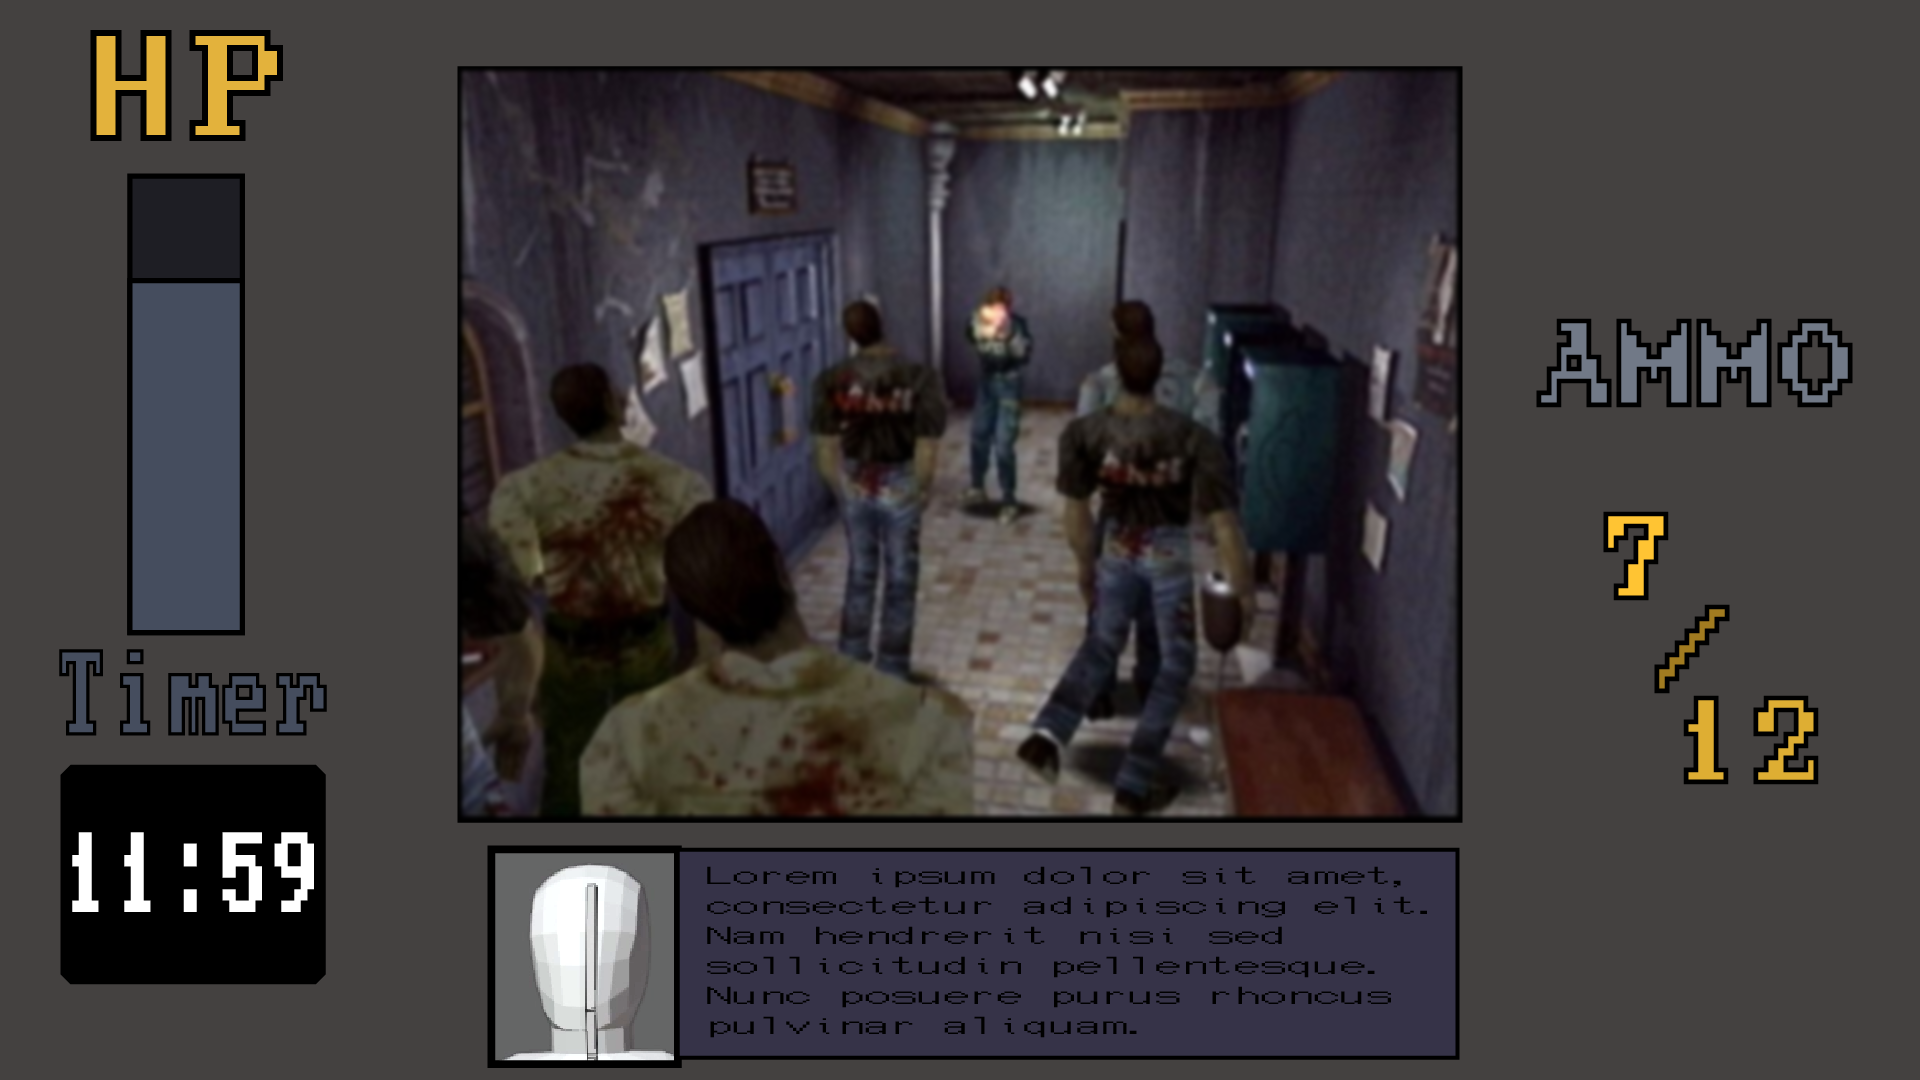 HP
Timer
11:59
AMMO
7
/
12
Lorem ipsum dolor sit amet,
consectetur adipiscing elit.
Nam hendrerit nisi sed
sollicitudin pellentesque.
Nunc posuere purus rhoncus
pulvinar aliquam.